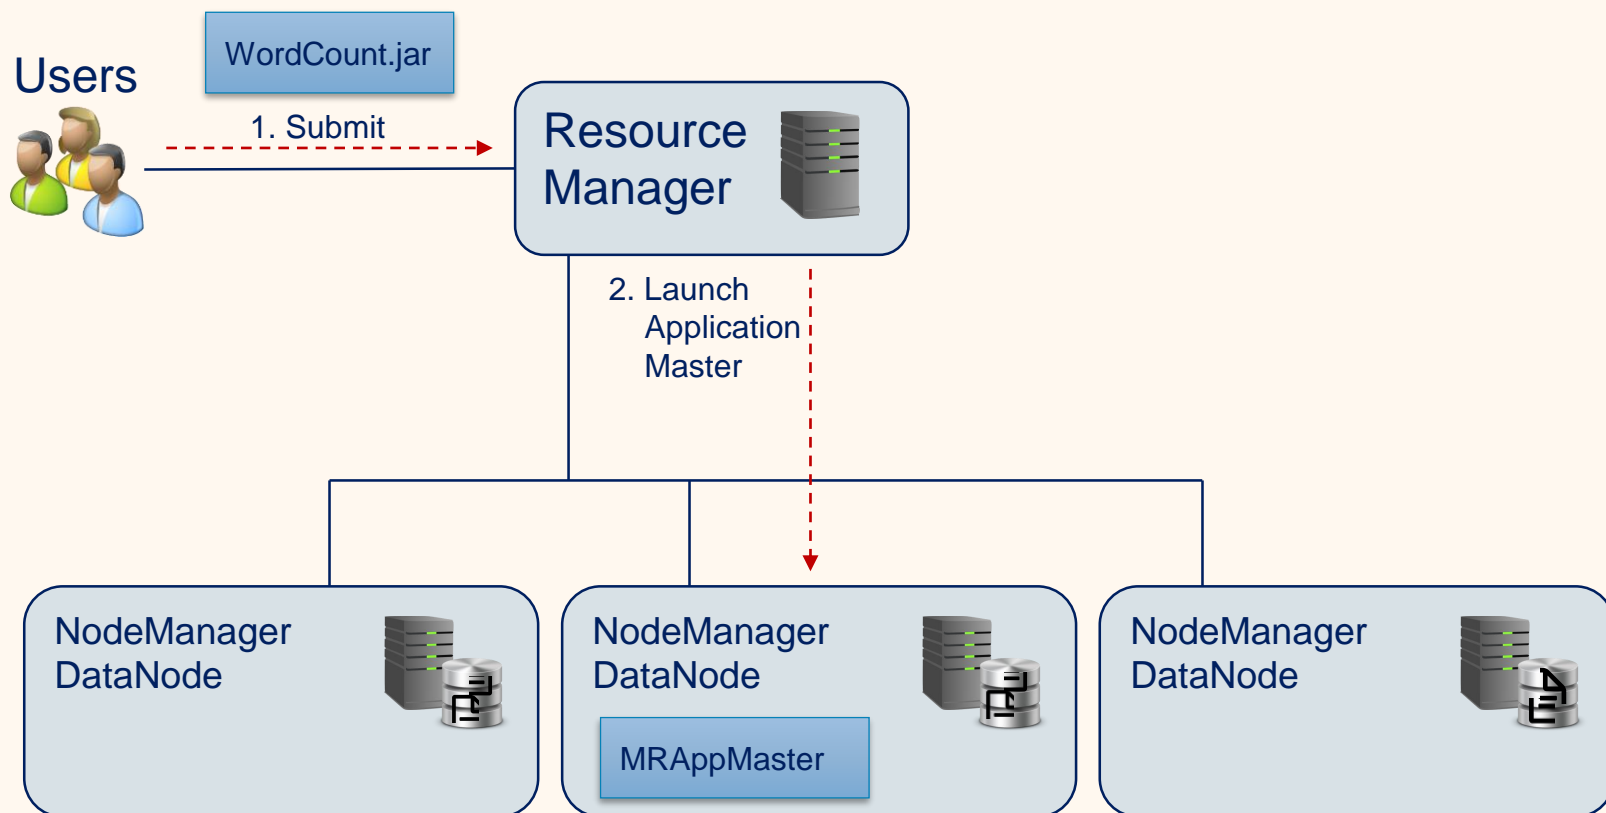 WordCount.jar
Users
1. Submit
Resource
Manager
2. Launch
Application
Master
NodeManager
DataNode
NodeManager
DataNode
MRAppMaster
NodeManager
DataNode